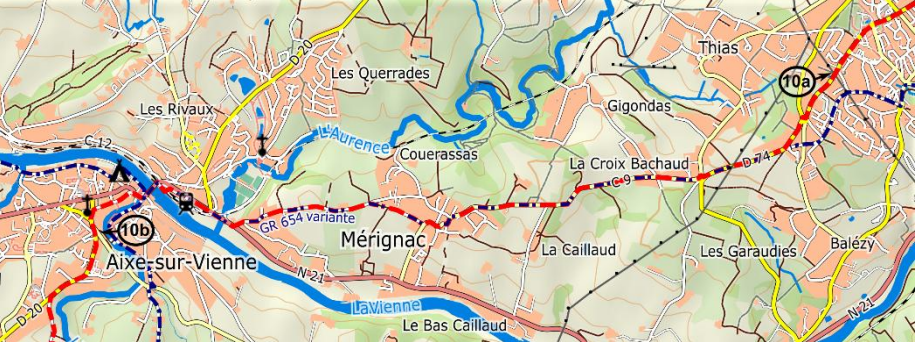 D 20
Les Querrades
Thias
10a
Les Rivaux
Gigondas
C 12
L'Aurence
Couerassas
La Croix Bachaud
D 74
C 9
GR 654 variante
10b
Mérignac
Aixe-sur-Vienne
La Caillaud
Les Garaudies
Balézy
N 21
La Vienne
D 20
Le Bas Caillaud
N 21